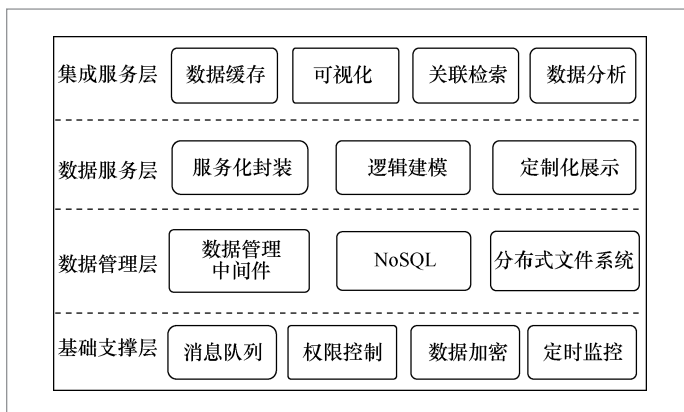 集成服务层 数据缓存 可视化 关联检索 数据分析
数据服务层 服务化封装 逻辑建模 定制化展示
数据管理层 数据管理
中间件 NoSQL 分布式文件系统
基础支撑层 消息队列 权限控制 数据加密 定时监控